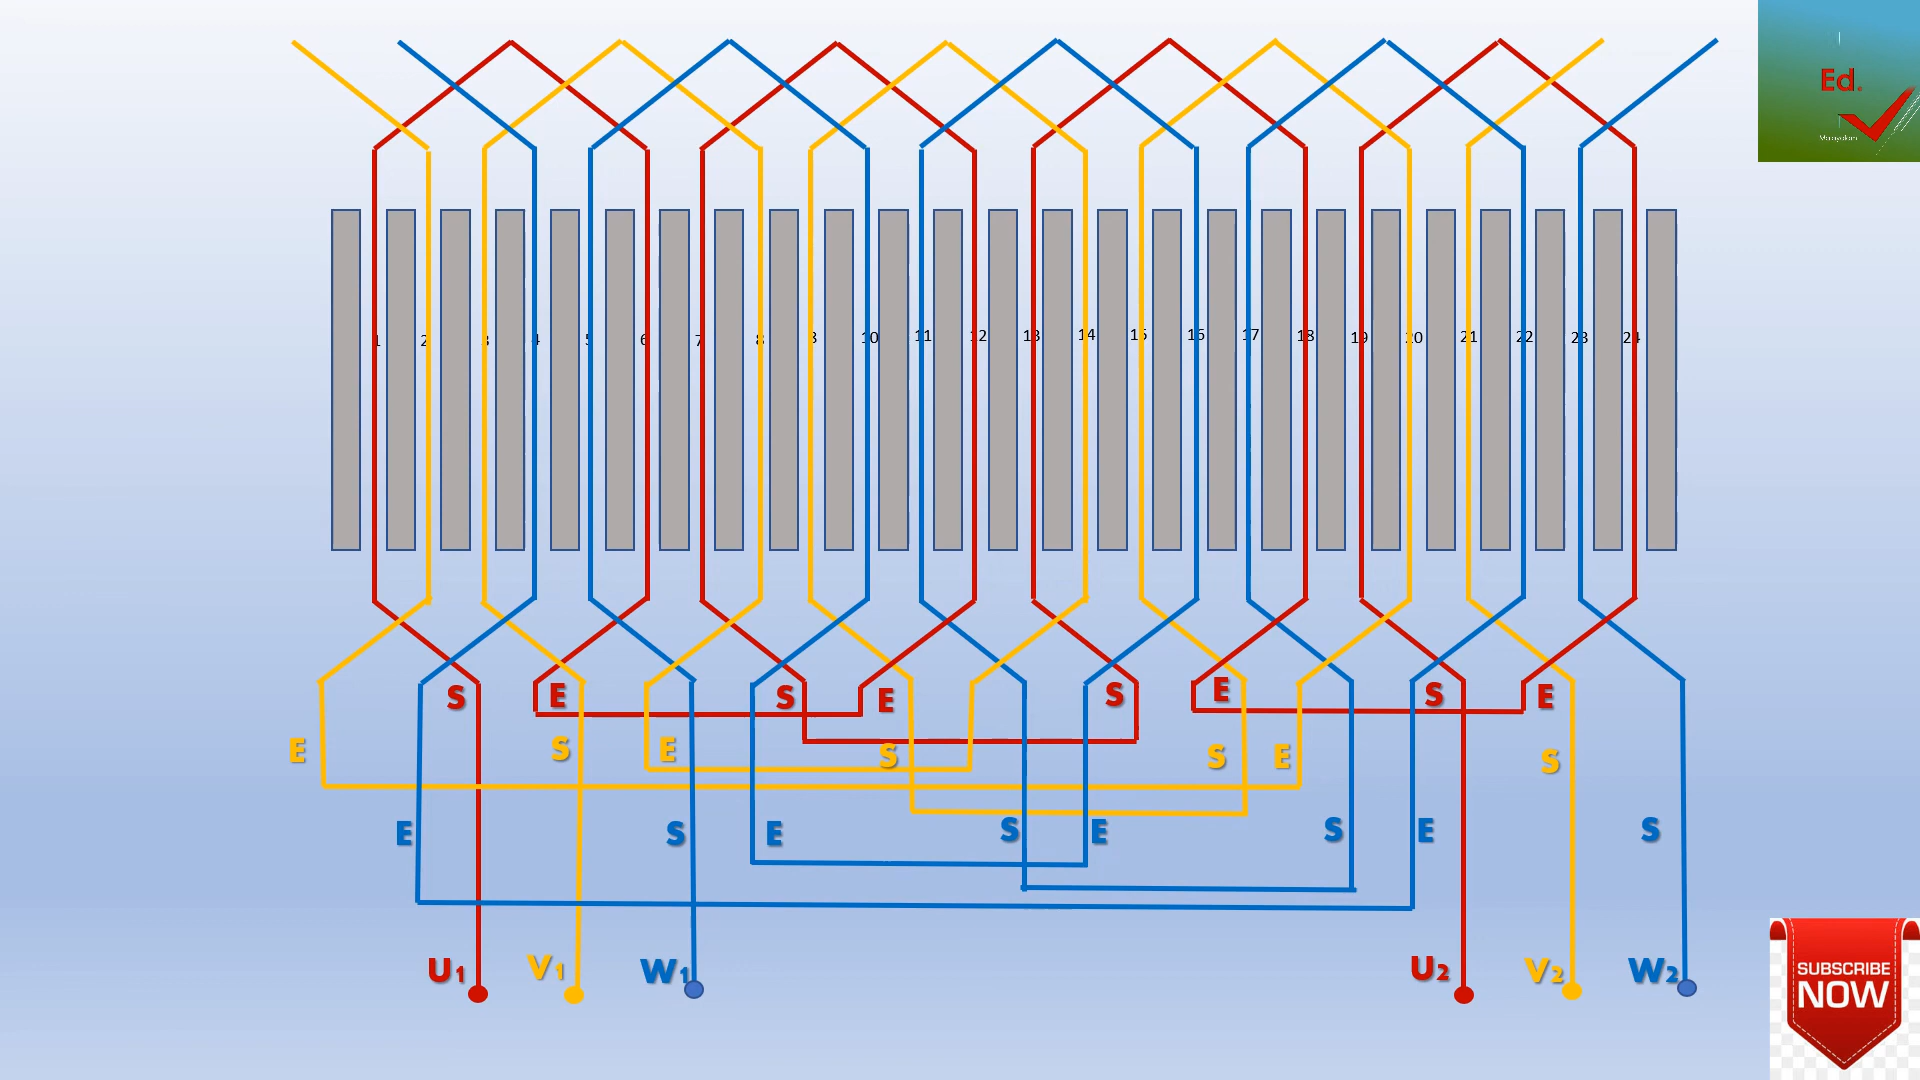 Ed.
Malayalam
1 2 3 4 5 6 7 8 9 10 11 12 13 14 15 16 17 18 19 20 21 22 23 24
S E S E S E S E
E S E S S E S
E S E S E S E S
U1 V1 W1 U2 V2 W2
SUBSCRIBE
NOW